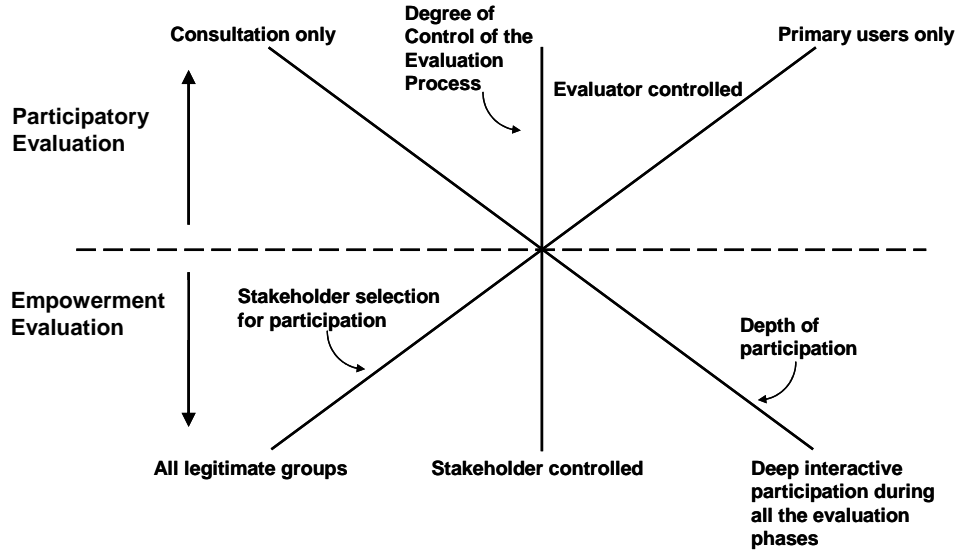 Consultation only
Degree of
Control of the
Evaluation
Process
Primary users only
Evaluator controlled
Participatory
Evaluation
Empowerment
Evaluation
Stakeholder selection
for participation
Depth of
participation
All legitimate groups
Stakeholder controlled
Deep interactive
participation during
all the evaluation
phases